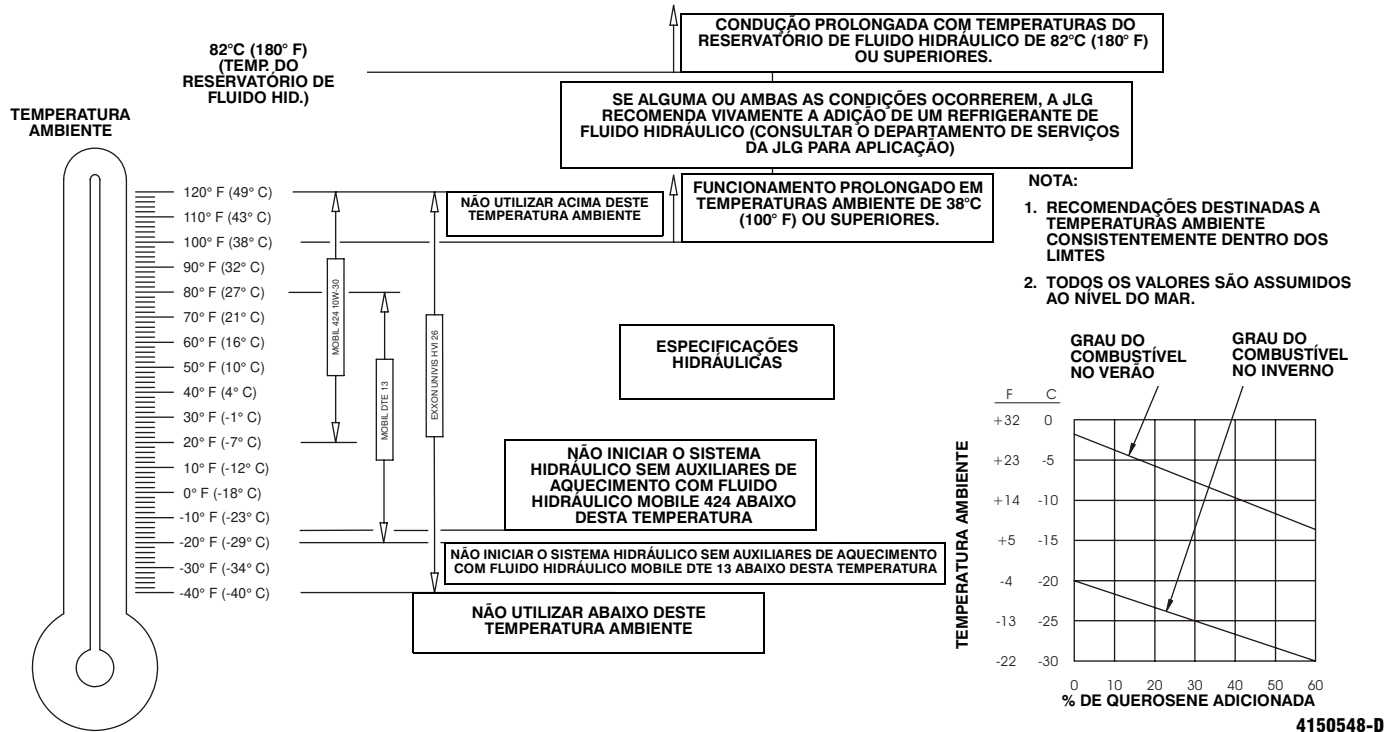 82°C (180° F)
(TEMP. DO
RESERVATÓRIO DE
FLUIDO HID.)
CONDUÇÃO PROLONGADA COM TEMPERATURAS DO
RESERVATÓRIO DE FLUIDO HIDRÁULICO DE 82°C (180° F)
OU SUPERIORES.
SE ALGUMA OU AMBAS AS CONDIÇÕES OCORREREM, A JLG
RECOMENDA VIVAMENTE A ADIÇÃO DE UM REFRIGERANTE DE
FLUIDO HIDRÁULICO (CONSULTAR O DEPARTAMENTO DE SERVIÇOS
DA JLG PARA APLICAÇÃO)
TEMPERATURA
AMBIENTE
120° F (49° C)
110° F (43° C)
100° F (38° C)
90° F (32° C)
80° F (27° C)
70° F (21° C)
60° F (16° C)
50° F (10° C)
40° F (4° C)
30° F (-1° C)
20° F (-7° C)
10° F (-12° C)
0° F (-18° C)
-10° F (-23° C)
-20° F (-29° C)
-30° F (-34° C)
-40° F (-40° C)
MOBIL 424 10W-30
MOBIL DTE 13
EXXON UNIVIS HVI 26
NÃO UTILIZAR ACIMA DESTE
TEMPERATURA AMBIENTE
FUNCIONAMENTO PROLONGADO EM
TEMPERATURAS AMBIENTE DE 38°C
(100° F) OU SUPERIORES.
ESPECIFICAÇÕES
HIDRÁULICAS
NÃO INICIAR O SISTEMA
HIDRÁULICO SEM AUXILIARES DE
AQUECIMENTO COM FLUIDO
HIDRÁULICO MOBILE 424 ABAIXO
DESTA TEMPERATURA
NÃO INICIAR O SISTEMA HIDRÁULICO SEM AUXILIARES DE AQUECIMENTO
COM FLUIDO HIDRÁULICO MOBILE DTE 13 ABAIXO DESTA TEMPERATURA
NÃO UTILIZAR ABAIXO DESTE
TEMPERATURA AMBIENTE
NOTA:
1. RECOMENDAÇÕES DESTINADAS A
TEMPERATURAS AMBIENTE
CONSISTENTEMENTE DENTRO DOS
LIMTES
2. TODOS OS VALORES SÃO ASSUMIDOS
AO NÍVEL DO MAR.
GRAU DO
COMBUSTÍVEL
NO VERÃO
GRAU DO
COMBUSTÍVEL
NO INVERNO
F C
+32 0
+23 -5
+14 -10
+5 -15
-4 -20
-13 -25
-22 -30
TEMPERATURA AMBIENTE
0 10 20 30 40 50 60
% DE QUEROSENE ADICIONADA
4150548-D